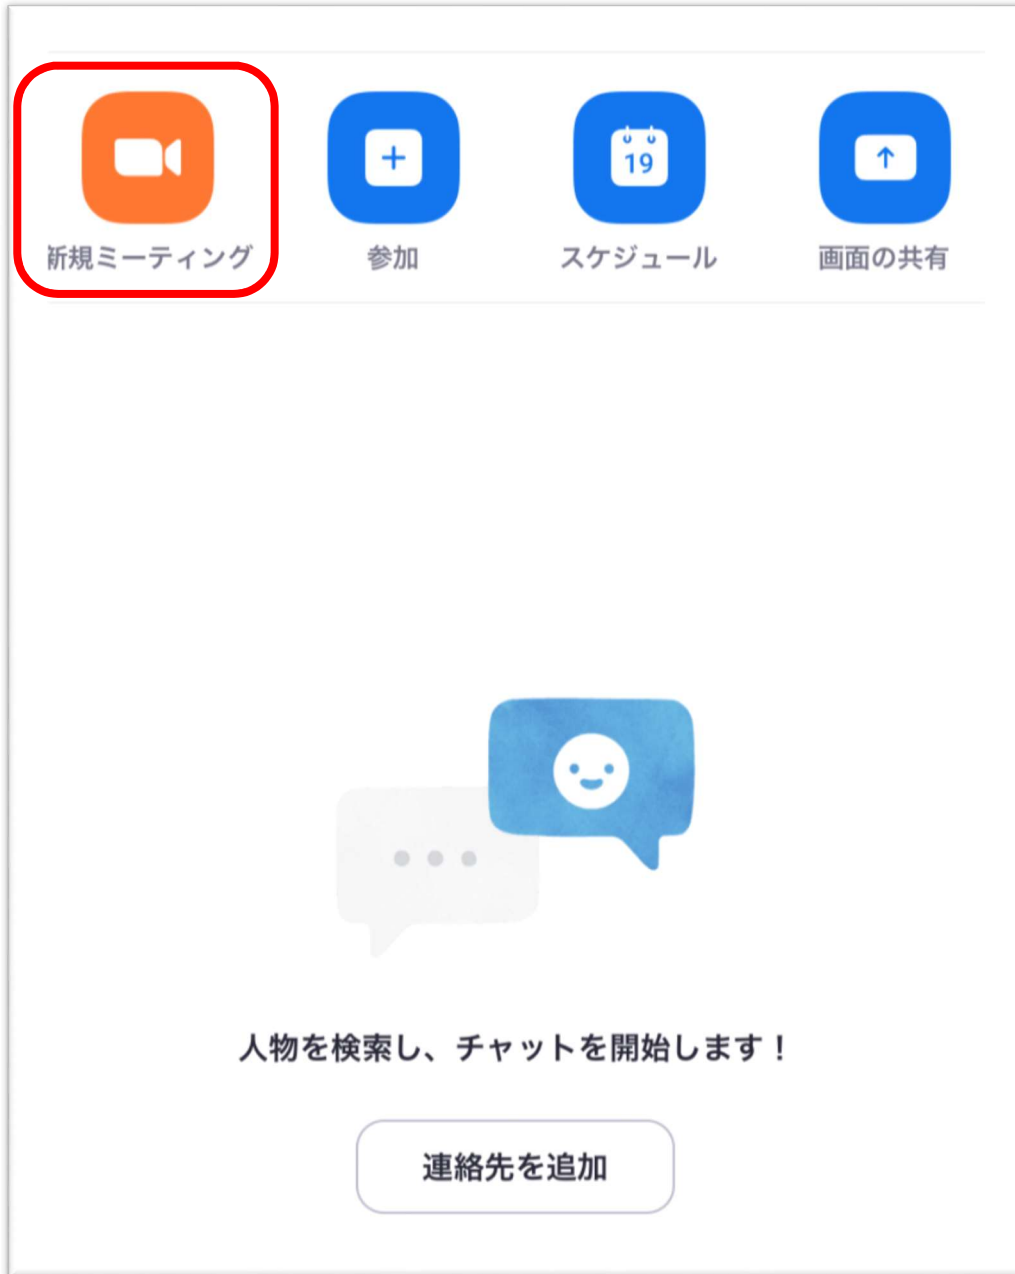 新規ミーティング
参加
19
スケジュール
画面の共有
人物を検索し、チャットを開始します！
連絡先を追加